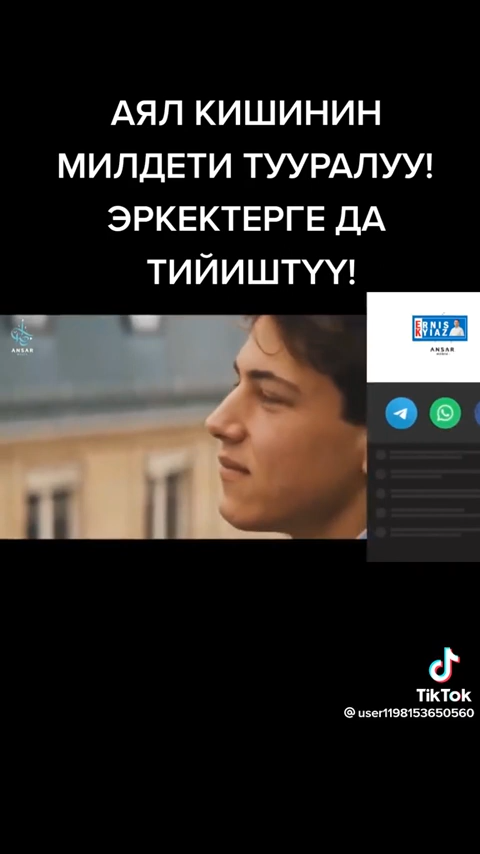 АЯЛ КИШИНИН
МИЛДЕТИ ТУУРАЛУУ!
ЭРКЕКТЕРГЕ ДА
ТИЙИШТҮҮ!
ANSAR
ERNIS
KYIAZ
ANSAR
TikTok
@user1198153650560